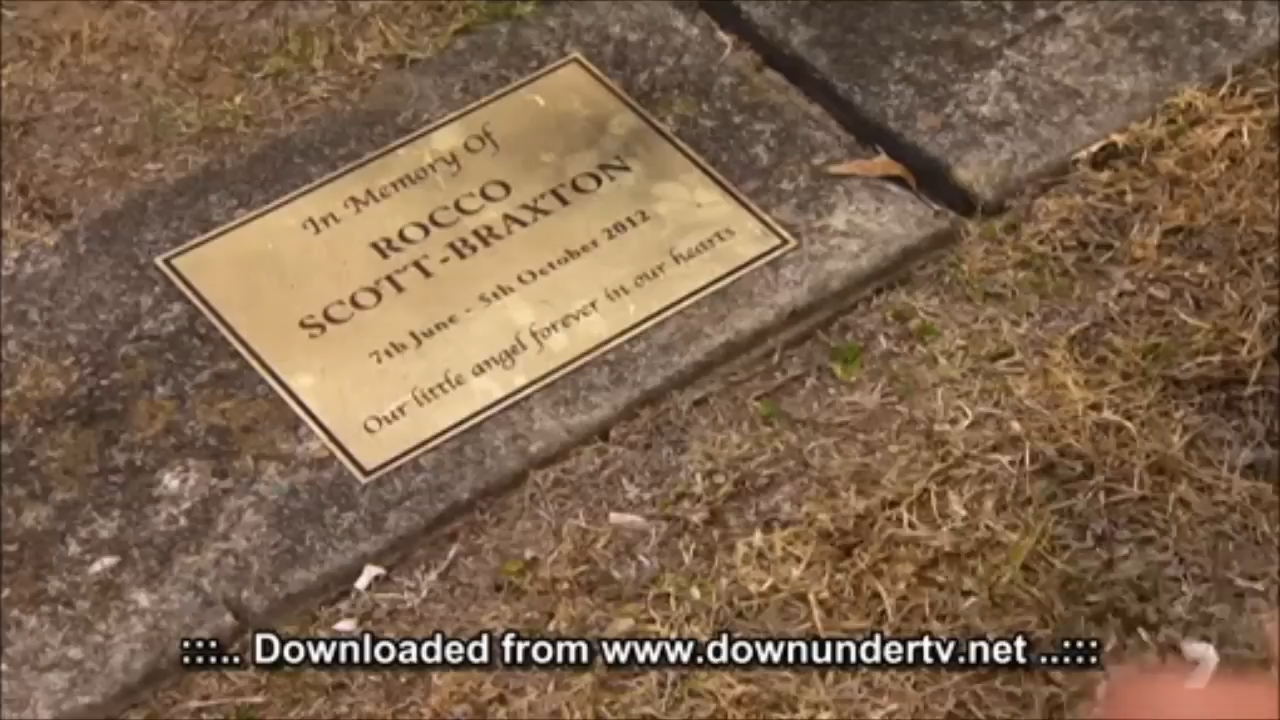 In Memory Of
ROCCO
SCOTT-BRAXTON
7th June - 5th October 2012
Our little angel forever in our hearts
:::.. Downloaded from www.downundertv.net ..:::
7